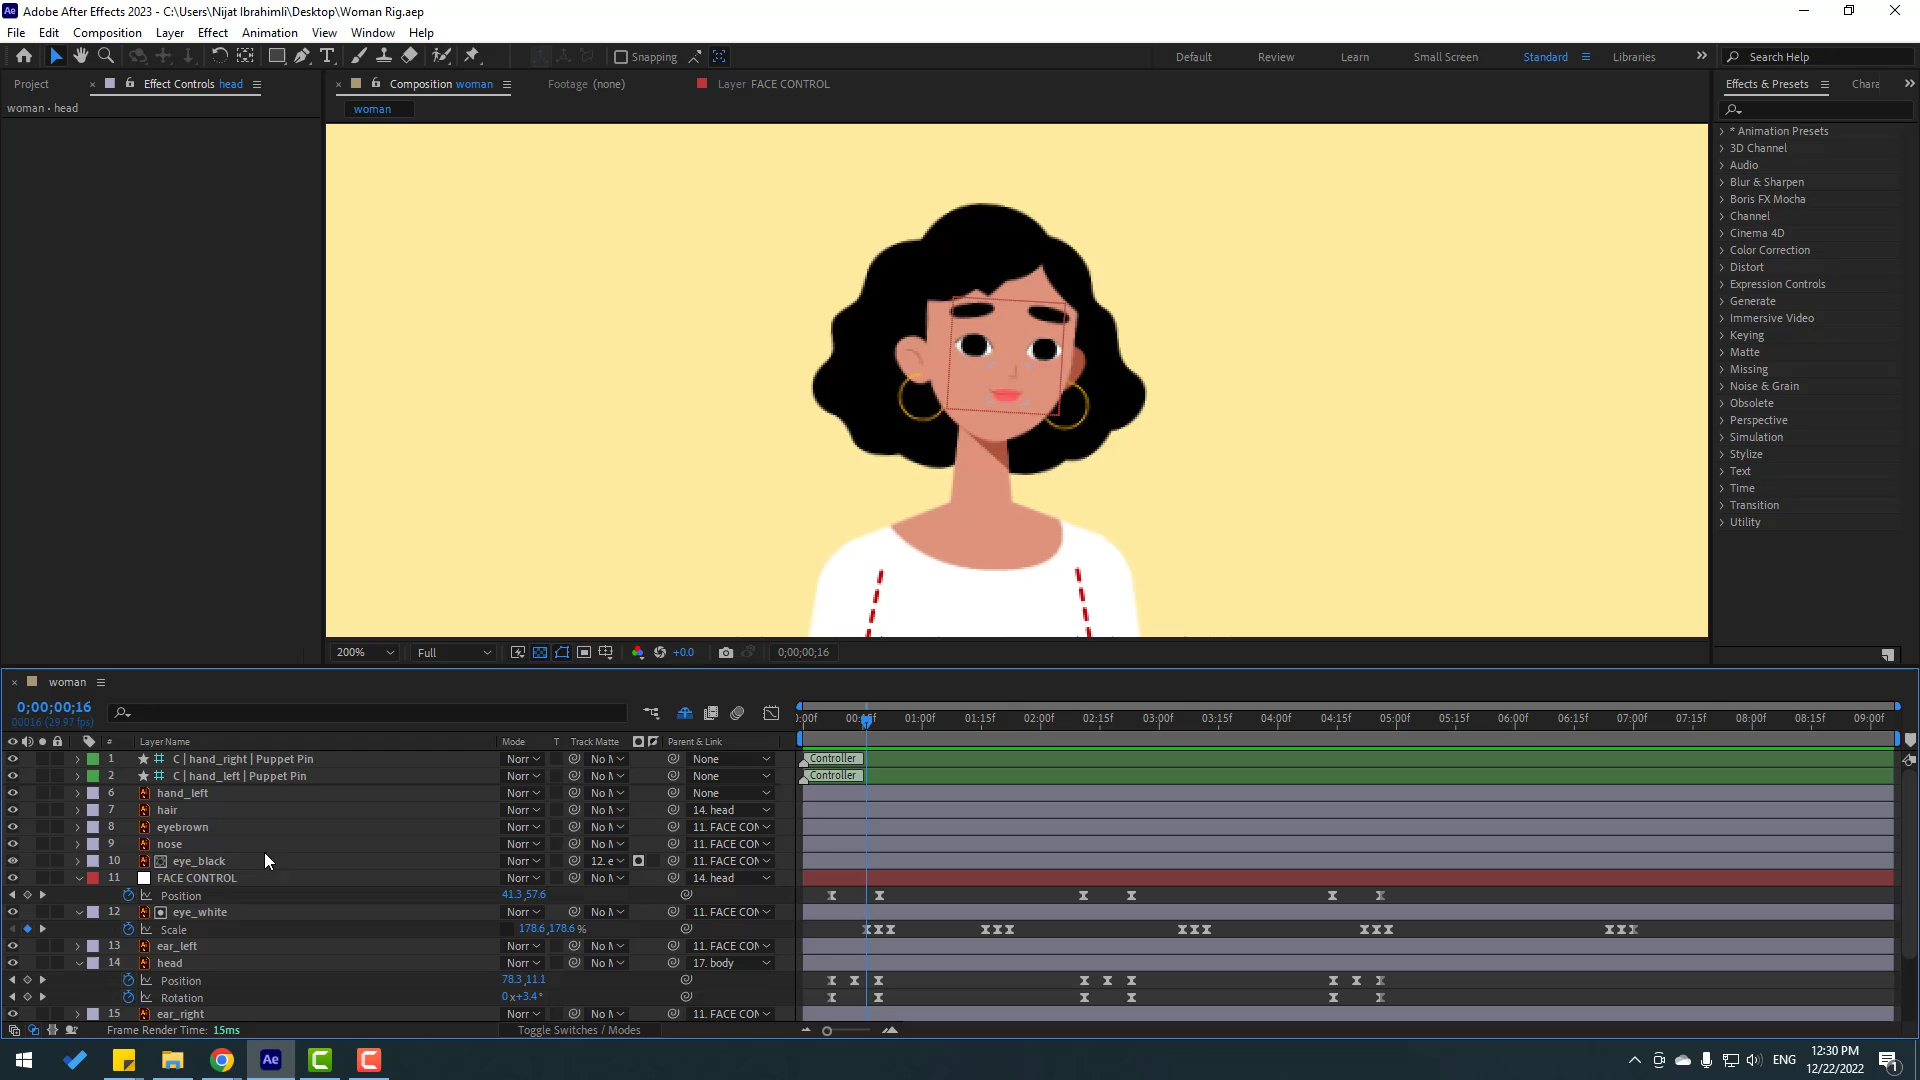 Adobe After Effects 2023 - C:\Users\Nijat Ibrahimli\Desktop\Woman Rig.aep
File Edit Composition Layer Effect Animation View Window Help
Snapping Default Review Learn Small Screen Standard Libraries Search Help
Project Effect Controls head Composition woman Footage (none) Layer FACE CONTROL Effects & Presets Chara
woman • head
woman
* Animation Presets
3D Channel
Audio
Blur & Sharpen
Boris FX Mocha
Channel
Cinema 4D
Color Correction
Distort
Expression Controls
Generate
Immersive Video
Keying
Matte
Missing
Noise & Grain
Obsolete
Perspective
Simulation
Stylize
Text
Time
Transition
Utility
200% Full +0.0 0;00;00;16
woman
0;00;00;16
00016 (29.97 fps)
:00f 00:15f 01:00f 01:15f 02:00f 02:15f 03:00f 03:15f 04:00f 04:15f 05:00f 05:15f 06:00f 06:15f 07:00f 07:15f 08:00f 08:15f 09:00f
# Layer Name Mode T Track Matte Parent & Link
1 C | hand_right | Puppet Pin Norr No M None Controller
2 C | hand_left | Puppet Pin Norr No M None Controller
6 hand_left Norr No M None
7 hair Norr No M 14. head
8 eyebrown Norr No M 11. FACE CON
9 nose Norr No M 11. FACE CON
10 eye_black Norr 12. e 11. FACE CON
11 FACE CONTROL Norr No M 14. head
Position 41.3,57.6
12 eye_white Norr No M 11. FACE CON
Scale 178.6,178.6%
13 ear_left Norr No M 11. FACE CON
14 head Norr No M 17. body
Position 78.3,11.1
Rotation 0x+3.4°
15 ear_right Norr No M 11. FACE CON
Frame Render Time: 15ms Toggle Switches / Modes
Ae ENG 12:30 PM
12/22/2022 1